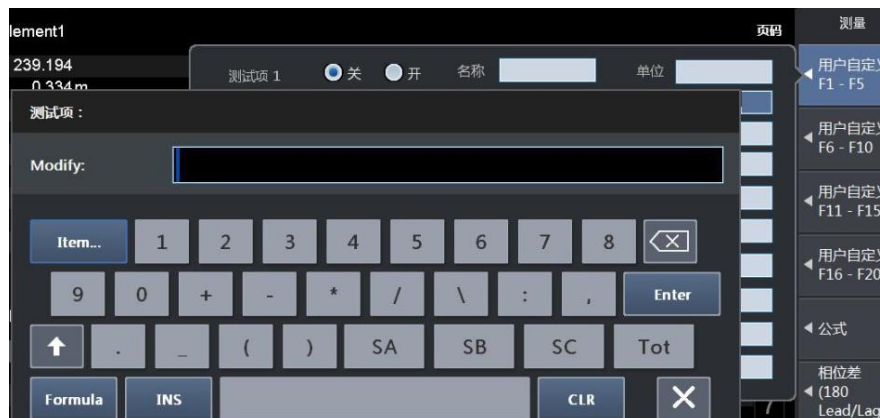 lement1
页码
测量
239.194
0.334 m
测试项 1
关
开
名称
单位
用户自定义
F1 - F5
测试项：
Modify:
用户自定义
F6 - F10
用户自定义
F11 - F15
用户自定义
F16 - F20
公式
相位差
(180
Lead/Lag
Item...
1
2
3
4
5
6
7
8
9
0
+
-
*
/
\
:
,
Enter
.
_
(
)
SA
SB
SC
Tot
Formula
INS
CLR